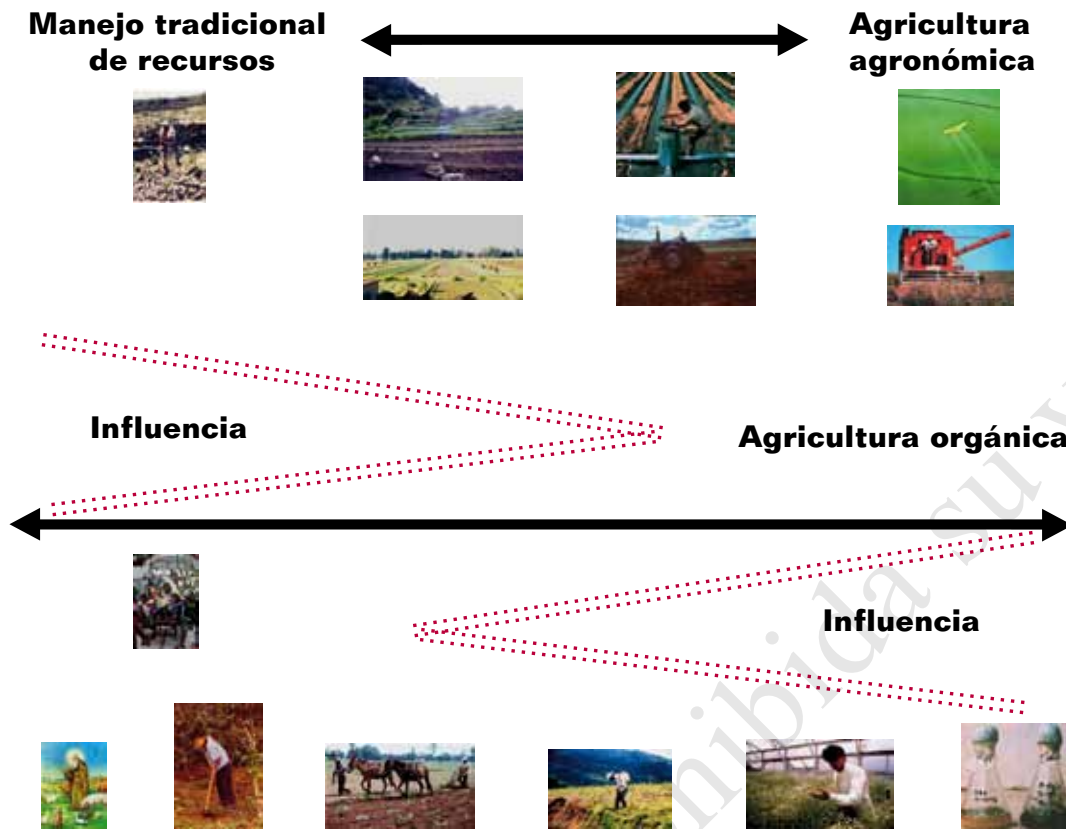 Manejo tradicional
de recursos
Agricultura
agronómica
Influencia
Agricultura orgánica
Influencia